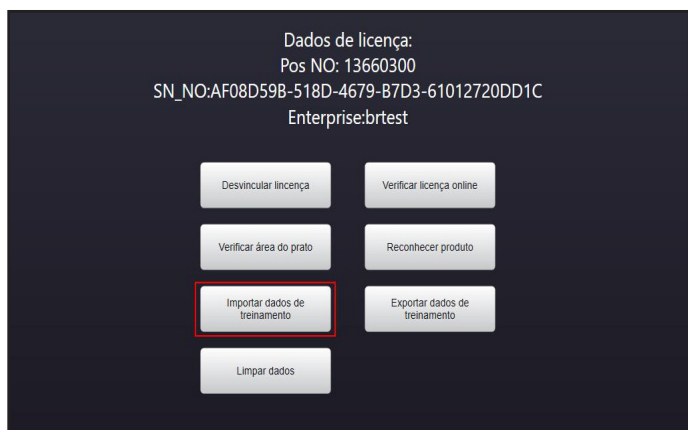 Dados de licença:
Pos NO: 13660300
SN_NO:AF08D59B-518D-4679-B7D3-61012720DD1C
Enterprise:brtest
Desvincular lincença
Verificar licença online
Verificar área do prato
Reconhecer produto
Importar dados de
treinamento
Exportar dados de
treinamento
Limpar dados